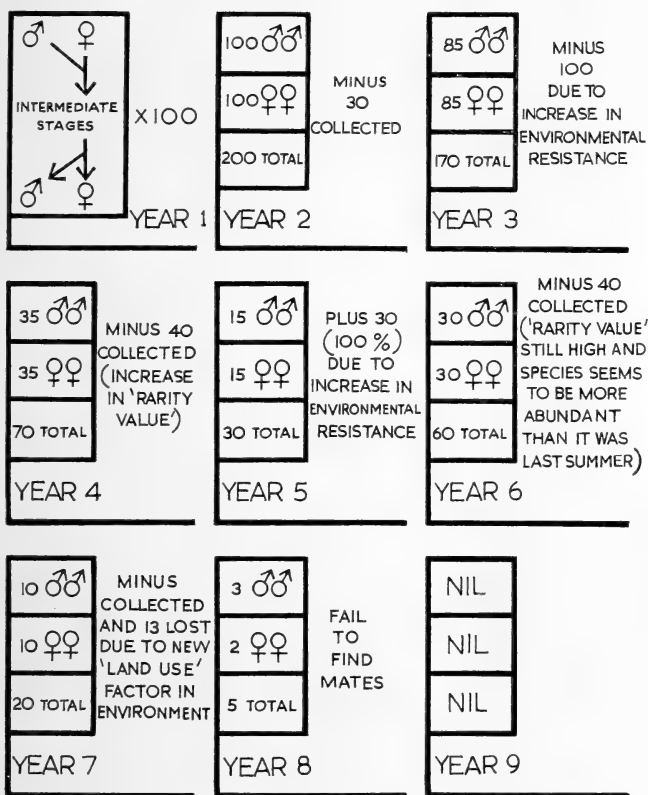 ♂ ♀
INTERMEDIATE
STAGES
♂ ♀
X100
YEAR 1
100 ♂♂
100 ♀♀
200 TOTAL
MINUS
30
COLLECTED
YEAR 2
85 ♂♂
85 ♀♀
170 TOTAL
MINUS
100
DUE TO
INCREASE IN
ENVIRONMENTAL
RESISTANCE
YEAR 3
35 ♂♂
35 ♀♀
70 TOTAL
MINUS 40
COLLECTED
(INCREASE
IN 'RARITY
VALUE')
YEAR 4
15 ♂♂
15 ♀♀
30 TOTAL
PLUS 30
(100 %)
DUE TO
INCREASE IN
ENVIRONMENTAL
RESISTANCE
YEAR 5
30 ♂♂
30 ♀♀
60 TOTAL
MINUS 40
COLLECTED
('RARITY VALUE'
STILL HIGH AND
SPECIES SEEMS
TO BE MORE
ABUNDANT
THAN IT WAS
LAST SUMMER)
YEAR 6
10 ♂♂
10 ♀♀
20 TOTAL
MINUS
COLLECTED
AND 13 LOST
DUE TO NEW
'LAND USE'
FACTOR IN
ENVIRONMENT
YEAR 7
3 ♂♂
2 ♀♀
5 TOTAL
FAIL
TO
FIND
MATES
YEAR 8
NIL
NIL
NIL
YEAR 9